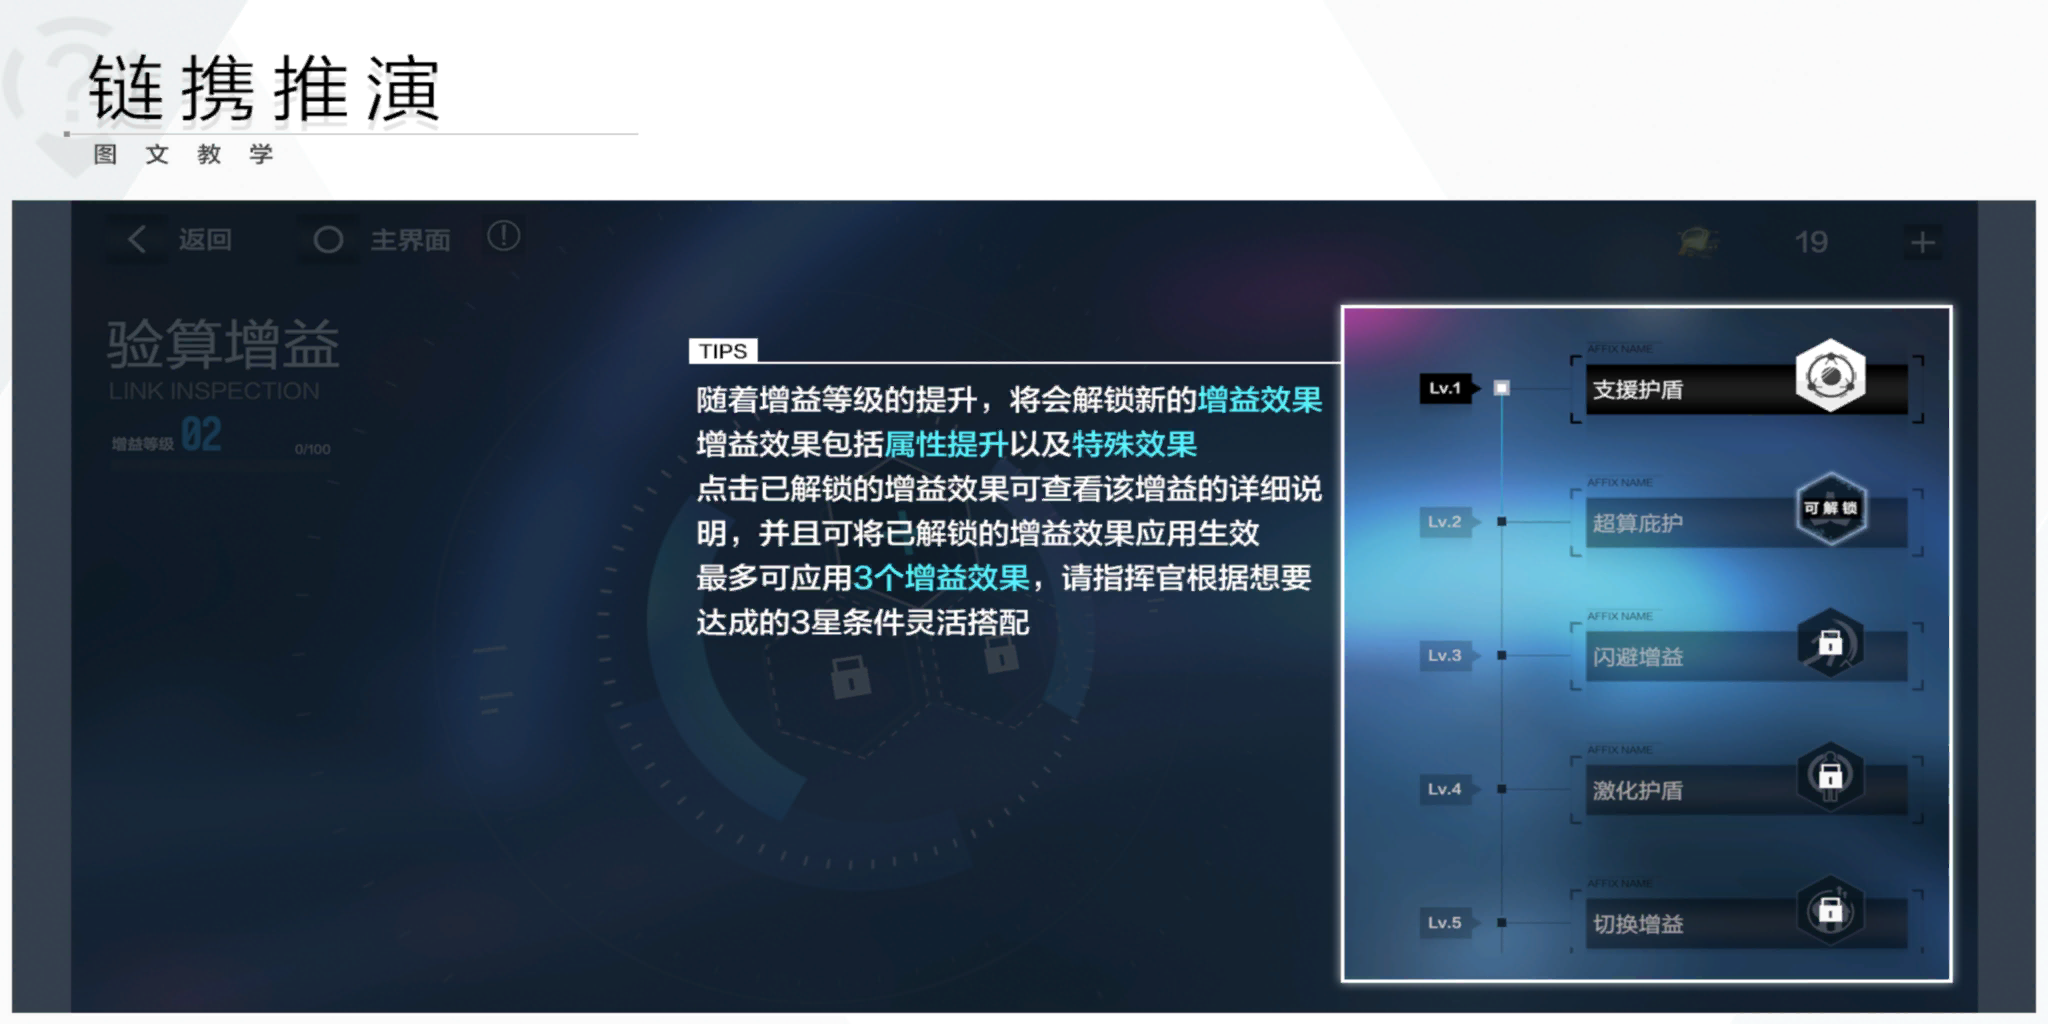 链携推演
图文教学
返回
主界面
19
验算增益
LINK INSPECTION
增益等级 02
0/100
TIPS
随着增益等级的提升，将会解锁新的增益效果
增益效果包括属性提升以及特殊效果
点击已解锁的增益效果可查看该增益的详细说
明，并且可将已解锁的增益效果应用生效
最多可应用3个增益效果，请指挥官根据想要
达成的3星条件灵活搭配
AFFIX NAME
Lv.1
支援护盾
AFFIX NAME
Lv.2
超算庇护
可解锁
AFFIX NAME
Lv.3
闪避增益
AFFIX NAME
Lv.4
激化护盾
AFFIX NAME
Lv.5
切换增益